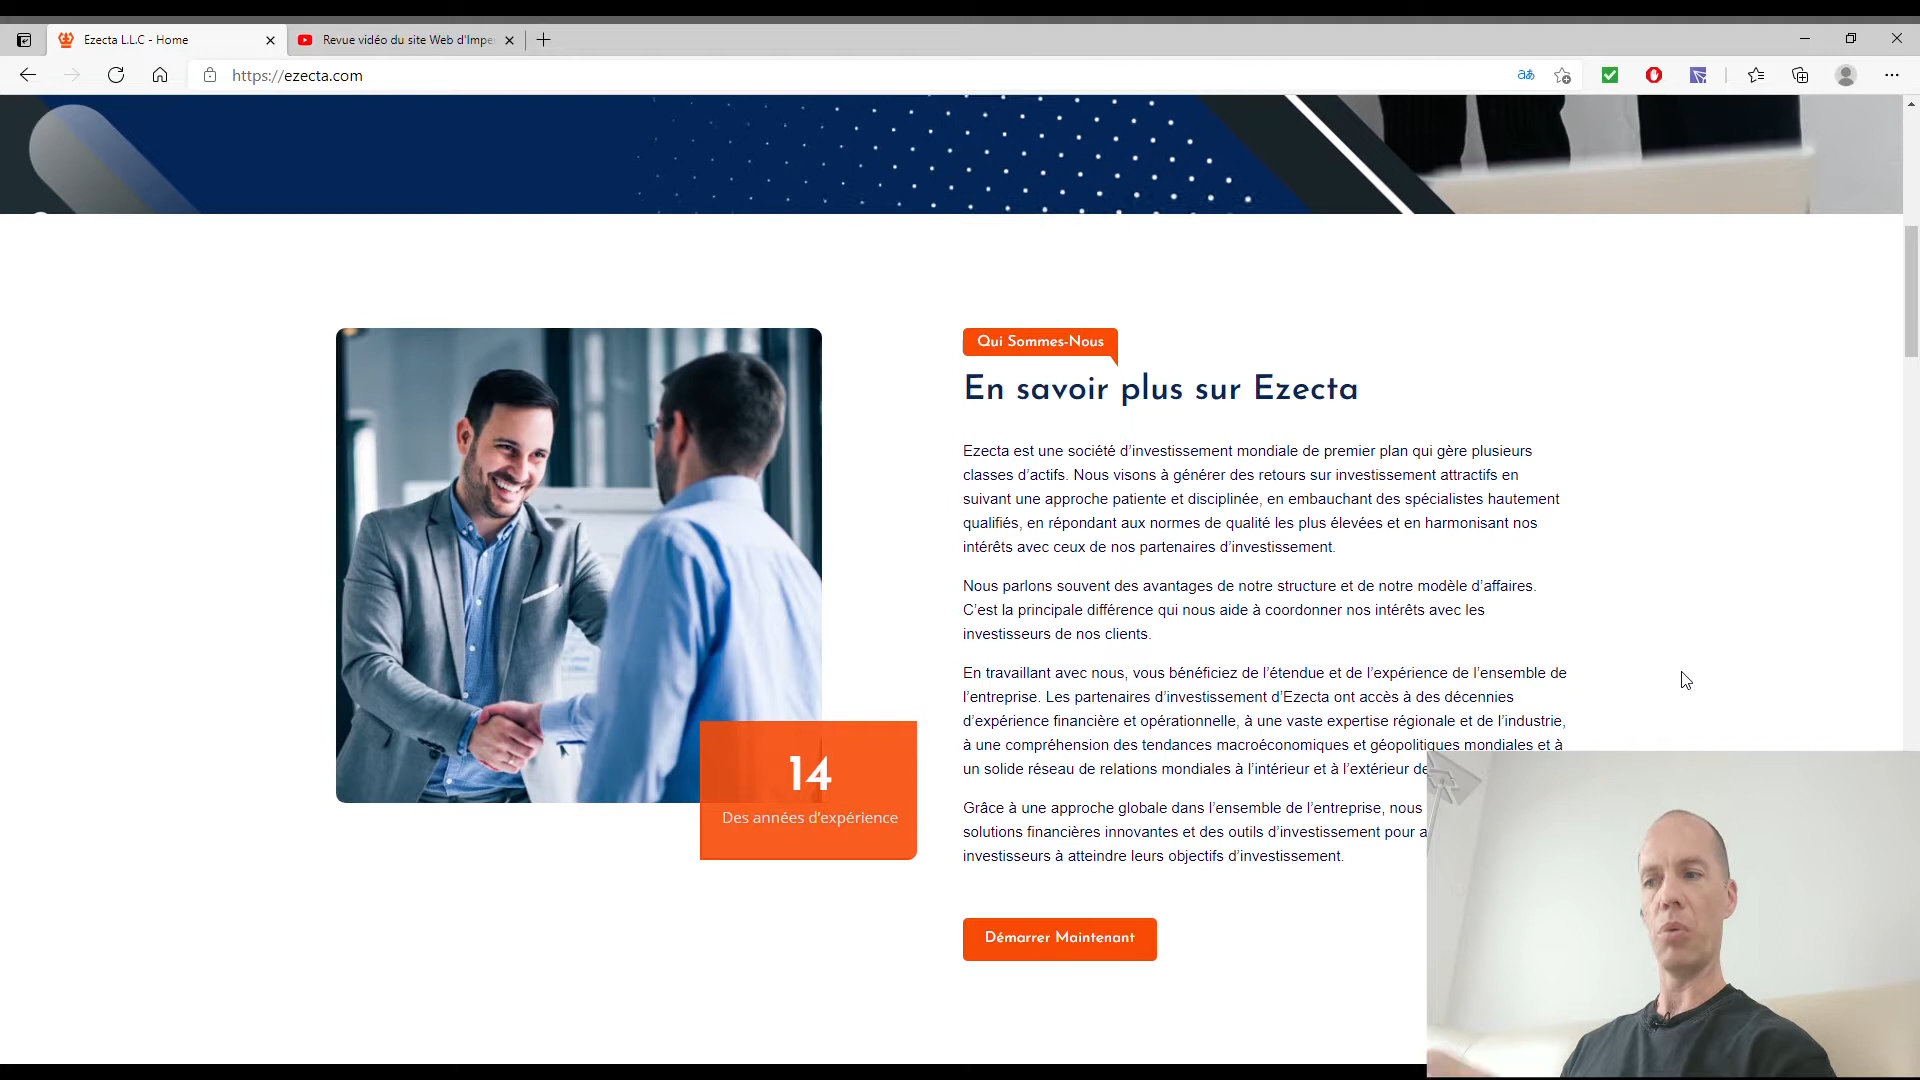 Ezecta L.L.C - Home
Revue vidéo du site Web d'Impe
https://ezecta.com
Qui Sommes-Nous
En savoir plus sur Ezecta
Ezecta est une société d’investissement mondiale de premier plan qui gère plusieurs
classes d’actifs. Nous visons à générer des retours sur investissement attractifs en
suivant une approche patiente et disciplinée, en embauchant des spécialistes hautement
qualifiés, en répondant aux normes de qualité les plus élevées et en harmonisant nos
intérêts avec ceux de nos partenaires d’investissement.
Nous parlons souvent des avantages de notre structure et de notre modèle d’affaires.
C’est la principale différence qui nous aide à coordonner nos intérêts avec les
investisseurs de nos clients.
En travaillant avec nous, vous bénéficiez de l’étendue et de l’expérience de l’ensemble de
l’entreprise. Les partenaires d’investissement d’Ezecta ont accès à des décennies
d’expérience financière et opérationnelle, à une vaste expertise régionale et de l’industrie,
à une compréhension des tendances macroéconomiques et géopolitiques mondiales et à
un solide réseau de relations mondiales à l’intérieur et à l’extérieur de
Grâce à une approche globale dans l’ensemble de l’entreprise, nous
solutions financières innovantes et des outils d’investissement pour a
investisseurs à atteindre leurs objectifs d’investissement.
14
Des années d’expérience
Démarrer Maintenant